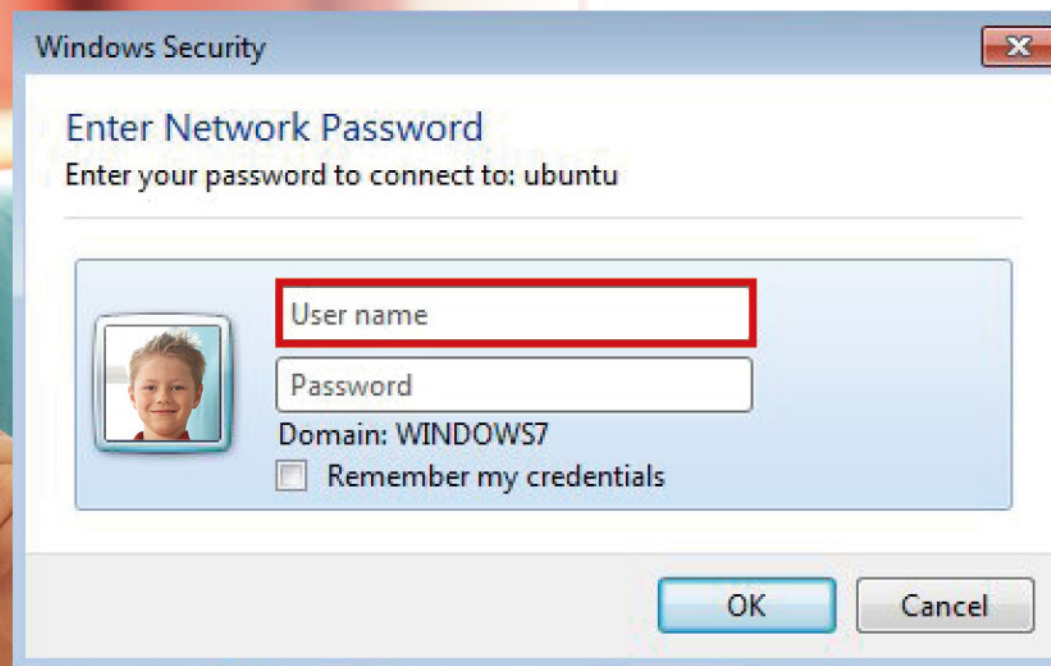 Windows Security
Enter Network Password
Enter your password to connect to: ubuntu
User name
Password
Domain: WINDOWS7
Remember my credentials
OK
Cancel